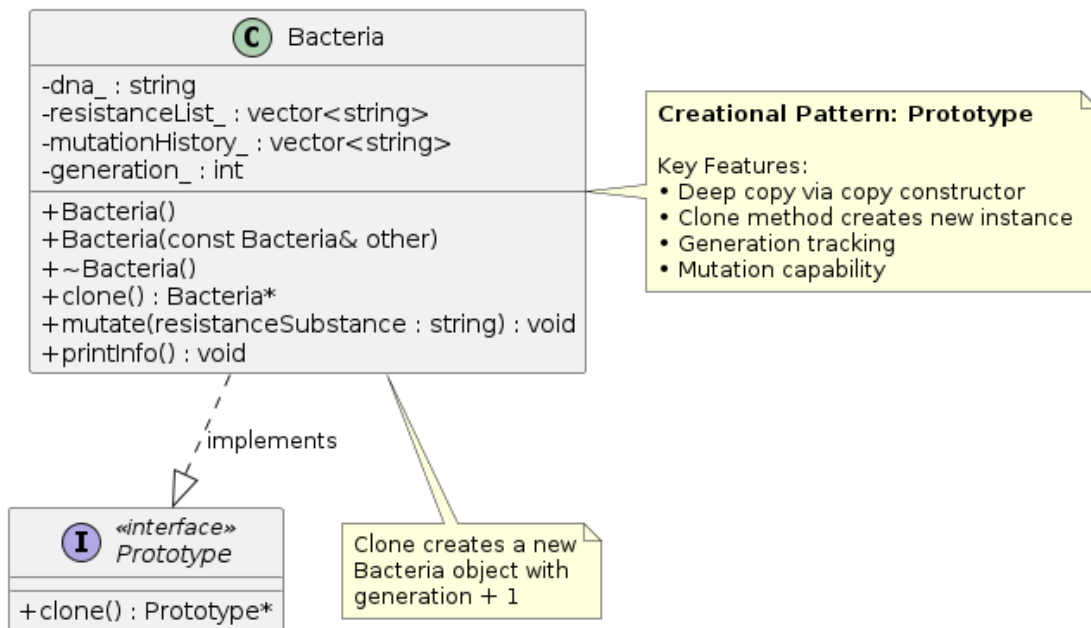 C Bacteria
-dna_ : string
-resistanceList_ : vector<string>
-mutationHistory_ : vector<string>
-generation_ : int
+Bacteria()
+Bacteria(const Bacteria& other)
+~Bacteria()
+clone() : Bacteria*
+mutate(resistanceSubstance : string) : void
+printInfo() : void
Creational Pattern: Prototype
Key Features:
• Deep copy via copy constructor
• Clone method creates new instance
• Generation tracking
• Mutation capability
implements
I «interface»
Prototype
+clone() : Prototype*
Clone creates a new
Bacteria object with
generation + 1